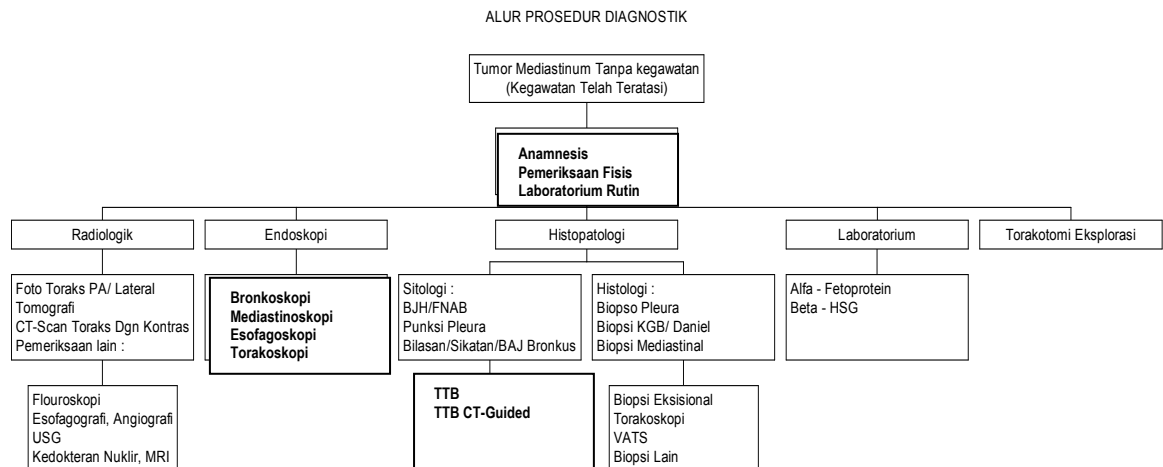 ALUR PROSEDUR DIAGNOSTIK
Tumor Mediastinum Tanpa kegawatan
(Kegawatan Telah Teratasi)
Anamnesis
Pemeriksaan Fisis
Laboratorium Rutin
Radiologik
Endoskopi
Histopatologi
Laboratorium
Torakotomi Eksplorasi
Foto Toraks PA/ Lateral
Tomografi
CT-Scan Toraks Dgn Kontras
Pemeriksaan lain :
Bronkoskopi
Mediastinoskopi
Esofagoskopi
Torakoskopi
Sitologi :
BJH/FNAB
Punksi Pleura
Bilasan/Sikatan/BAJ Bronkus
Histologi :
Biopso Pleura
Biopsi KGB/ Daniel
Biopsi Mediastinal
Alfa - Fetoprotein
Beta - HSG
Flouroskopi
Esofagografi, Angiografi
USG
Kedokteran Nuklir, MRI
TTB
TTB CT-Guided
Biopsi Eksisional
Torakoskopi
VATS
Biopsi Lain